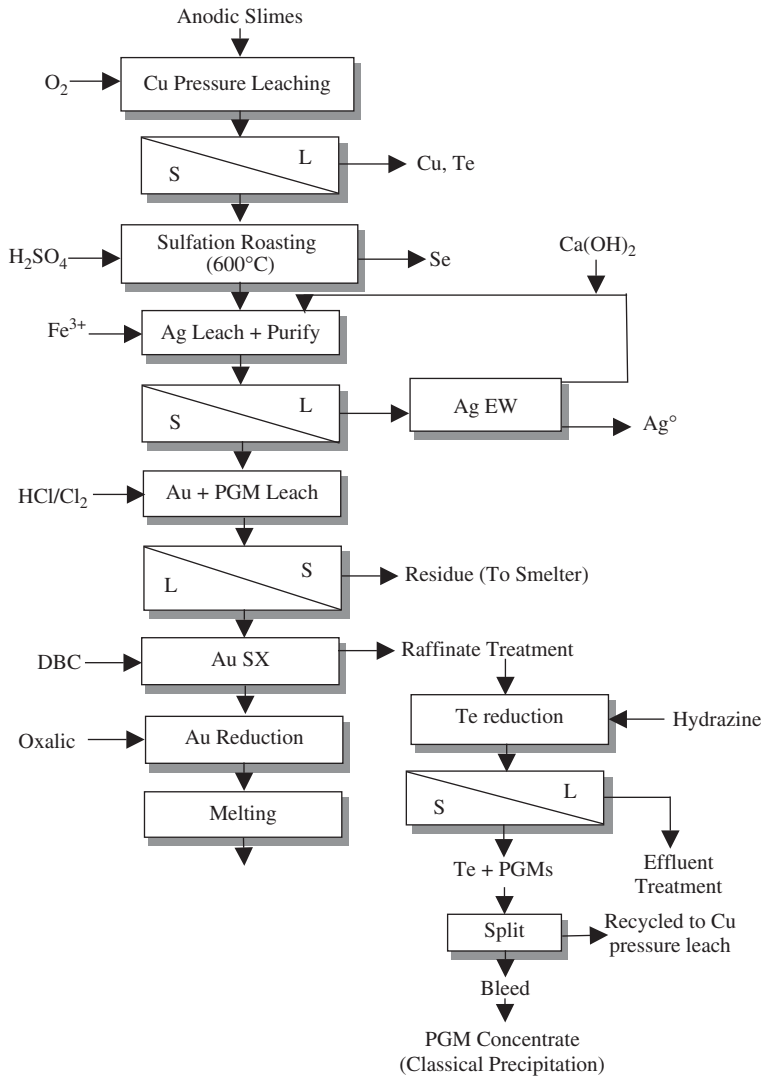 Anodic Slimes
O2
Cu Pressure Leaching
L
S
Cu, Te
H2SO4
Sulfation Roasting
(600°C)
Se
Ca(OH)2
Fe3+
Ag Leach + Purify
L
S
Ag EW
Ag°
HCl/Cl2
Au + PGM Leach
S
L
Residue (To Smelter)
DBC
Au SX
Raffinate Treatment
Te reduction
Hydrazine
Oxalic
Au Reduction
L
S
Melting
Te + PGMs
Effluent
Treatment
Split
Recycled to Cu
pressure leach
Bleed
PGM Concentrate
(Classical Precipitation)